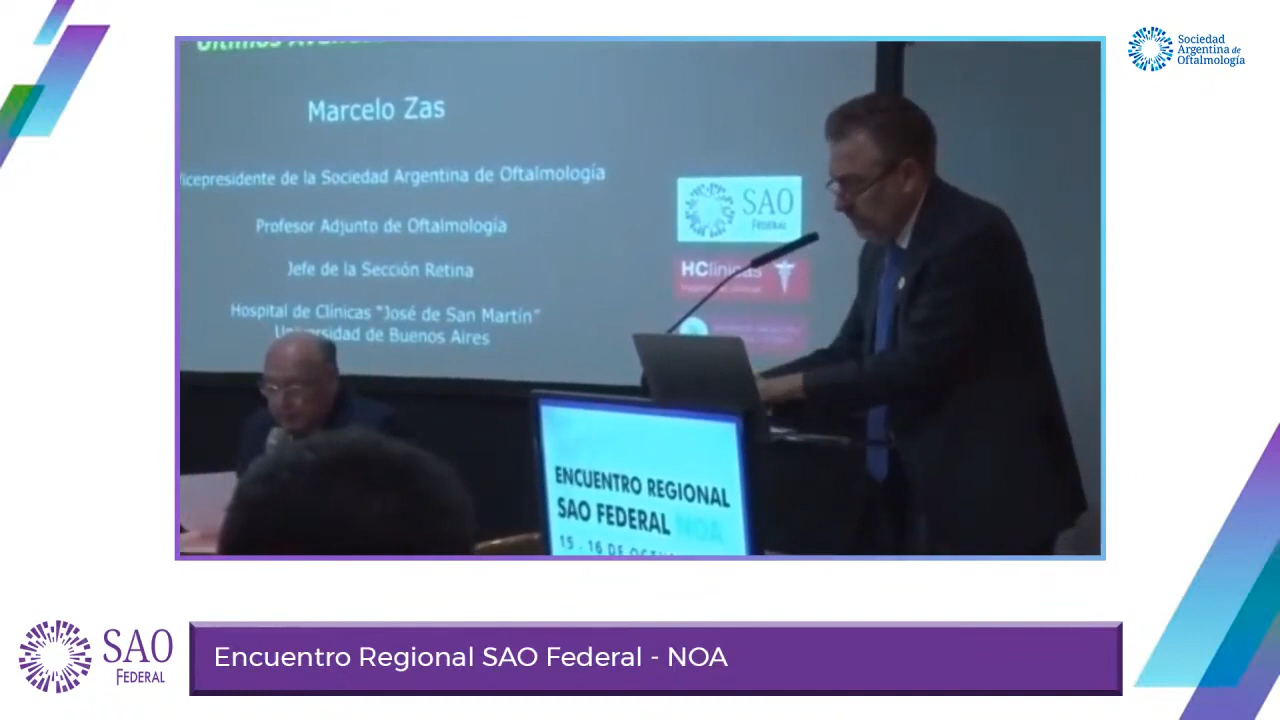 Sociedad
Argentina de
Oftalmología
Marcelo Zas
icepresidente de la Sociedad Argentina de Oftalmología
Profesor Adjunto de Oftalmología
Jefe de la Sección Retina
Hospital de Clínicas "José de San Martín"
de Buenos Aires
SAO
FEDERAL
HClínicas
ENCUENTRO REGIONAL
SAO FEDERAL NOA
15 . 16 DE
SAO
FEDERAL
Encuentro Regional SAO Federal - NOA